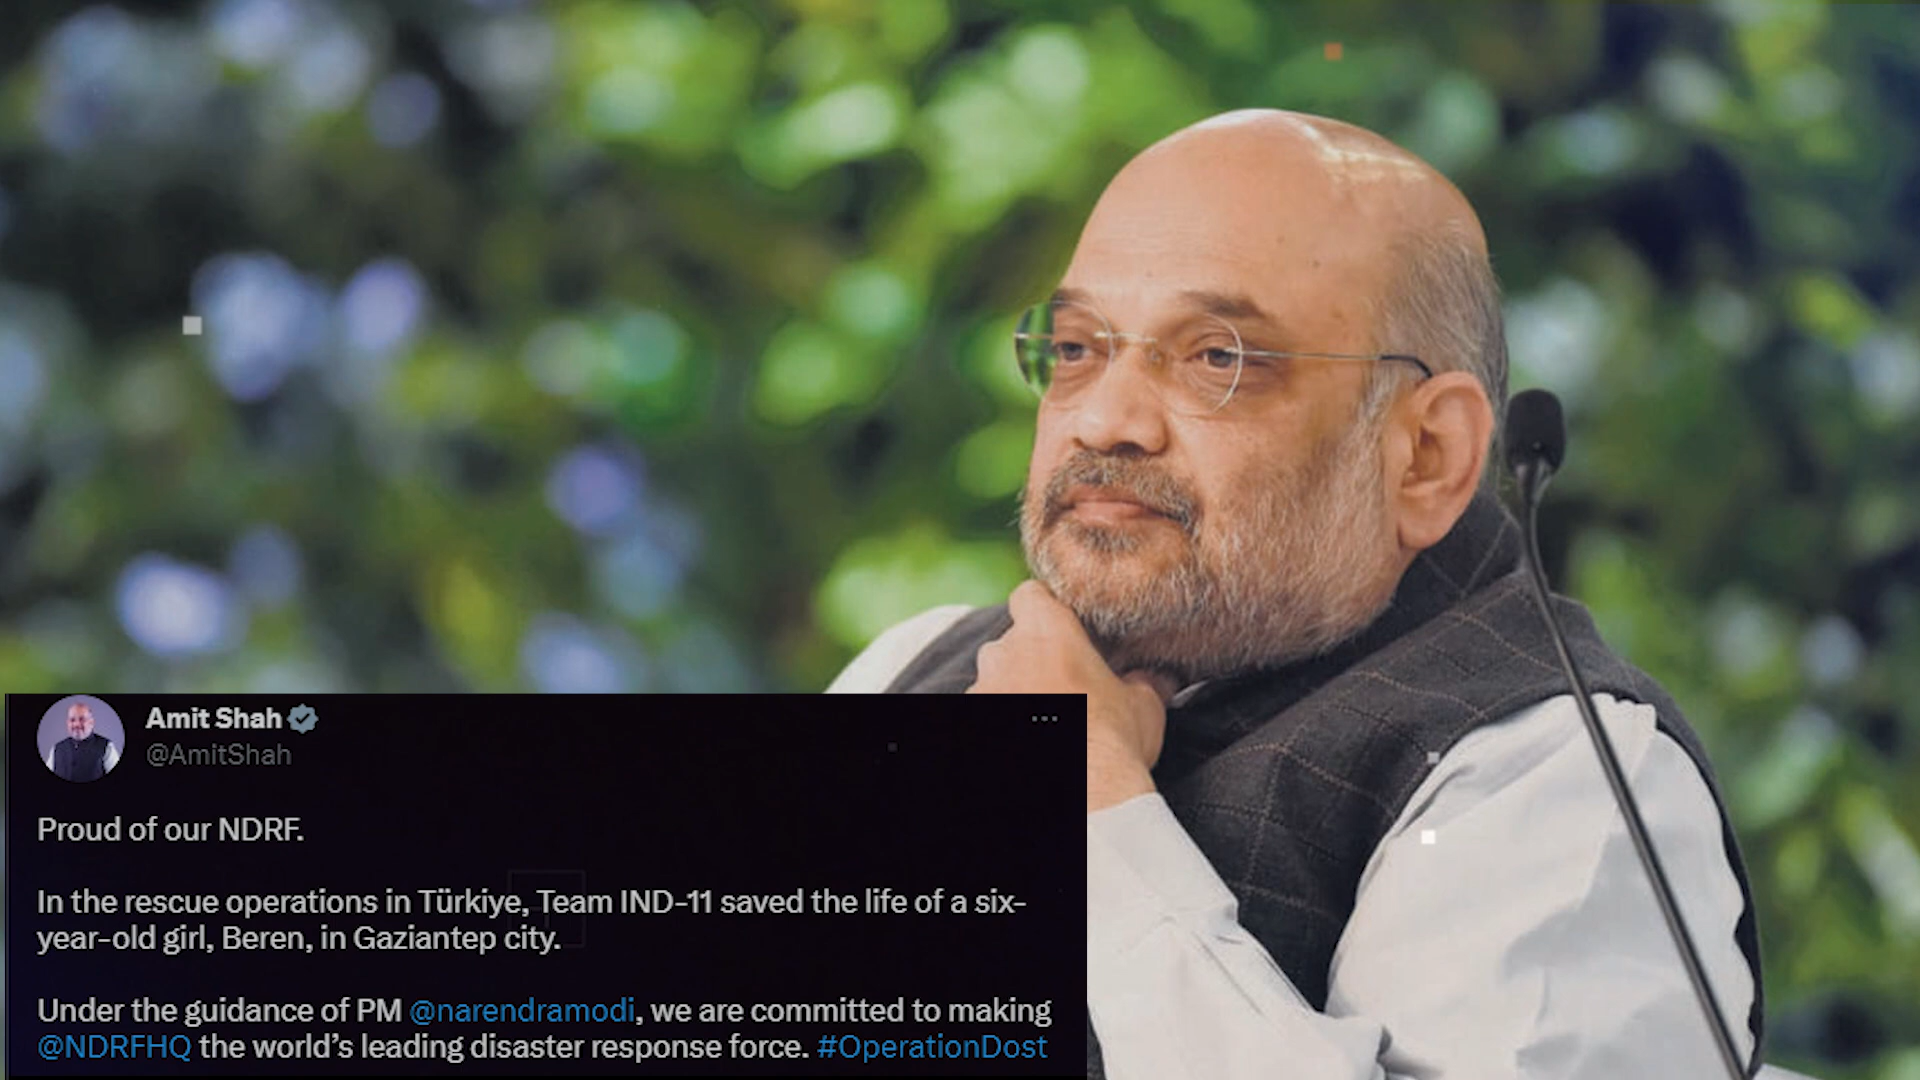 Amit Shah
@AmitShah
Proud of our NDRF.
In the rescue operations in Türkiye, Team IND-11 saved the life of a six-
year-old girl, Beren, in Gaziantep city.
Under the guidance of PM @narendramodi, we are committed to making
@NDRFHQ the world's leading disaster response force. #OperationDost